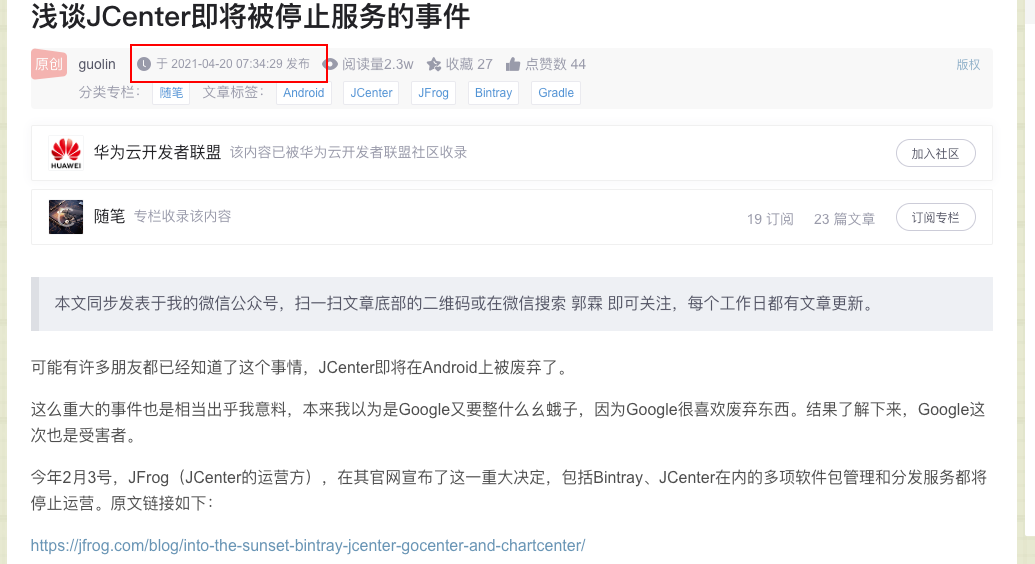 浅谈JCenter即将被停止服务的事件
原创 guolin 于 2021-04-20 07:34:29 发布 阅读量2.3w 收藏 27 点赞数 44 版权
分类专栏： 随笔 文章标签： Android JCenter JFrog Bintray Gradle
HUAWEI 华为云开发者联盟 该内容已被华为云开发者联盟社区收录 加入社区
随笔 专栏收录该内容 19 订阅 23 篇文章 订阅专栏
本文同步发表于我的微信公众号，扫一扫文章底部的二维码或在微信搜索 郭霖 即可关注，每个工作日都有文章更新。
可能有许多朋友都已经知道了这个事情，JCenter即将在Android上被废弃了。
这么重大的事件也是相当出乎我意料，本来我以为是Google又要整什么幺蛾子，因为Google很喜欢废弃东西。结果了解下来，Google这
次也是受害者。
今年2月3号，JFrog（JCenter的运营方），在其官网宣布了这一重大决定，包括Bintray、JCenter在内的多项软件包管理和分发服务都将
停止运营。原文链接如下：
https://jfrog.com/blog/into-the-sunset-bintray-jcenter-gocenter-and-chartcenter/